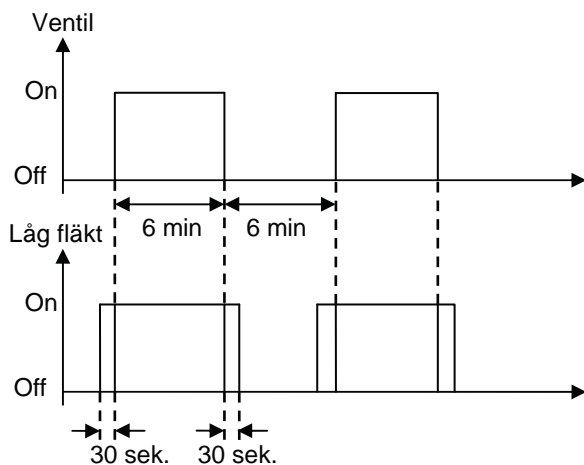 Ventil
On
Off
6 min 6 min
Låg fläkt
On
Off
30 sek. 30 sek.